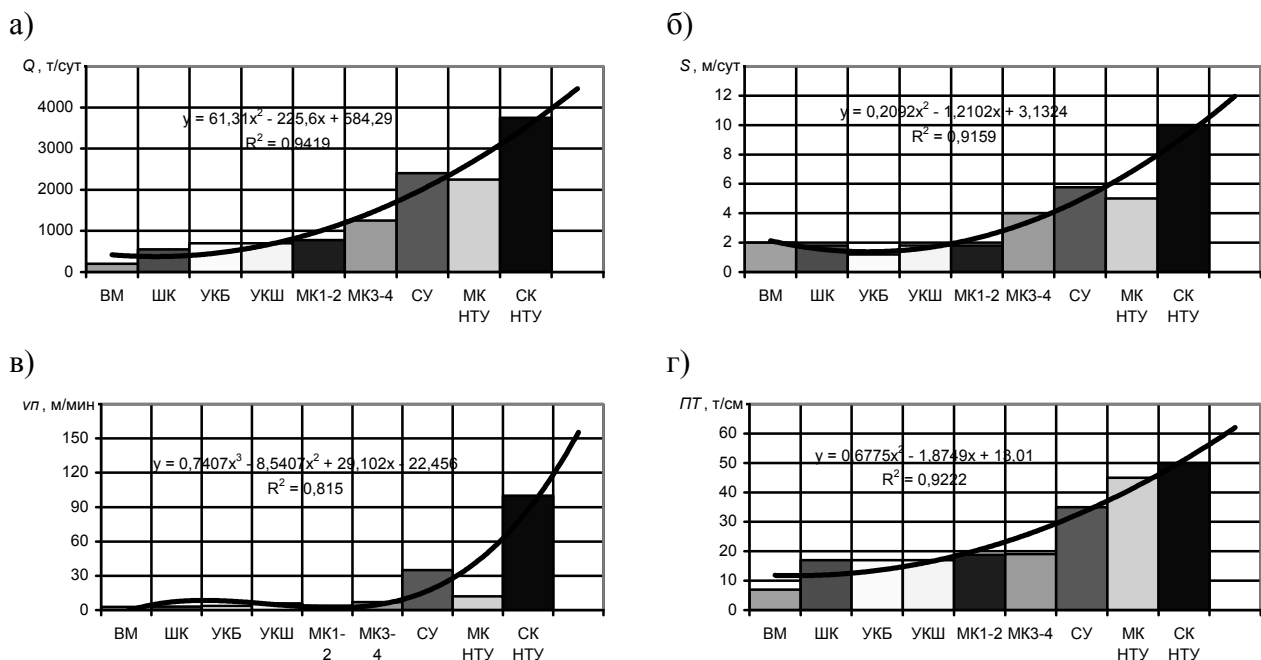 а)
Q , т/сут
4000
3000
2000
1000
0
y = 61,31x² - 225,6x + 584,29
R² = 0,9419
ВМ ШК УКБ УКШ МК1-2 МК3-4 СУ МК НТУ СК НТУ
б)
S , м/сут
12
10
8
6
4
2
0
y = 0,2092x² - 1,2102x + 3,1324
R² = 0,9159
ВМ ШК УКБ УКШ МК1-2 МК3-4 СУ МК НТУ СК НТУ
в)
vп , м/мин
150
120
90
60
30
0
y = 0,7407x³ - 8,5407x² + 29,102x - 22,456
R² = 0,815
ВМ ШК УКБ УКШ МК1-2 МК3-4 СУ МК НТУ СК НТУ
г)
ПТ , т/см
60
50
40
30
20
10
0
y = 0,6775x² - 1,8749x + 13,01
R² = 0,9222
ВМ ШК УКБ УКШ МК1-2 МК3-4 СУ МК НТУ СК НТУ